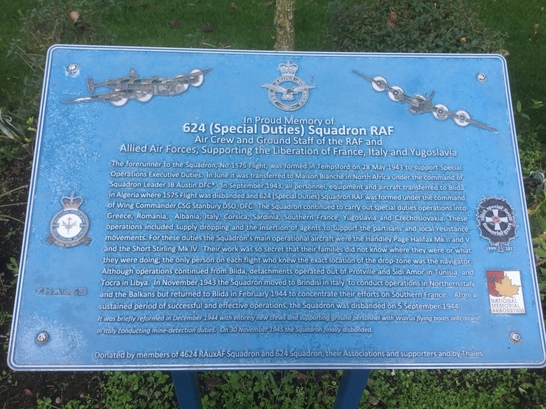 In Proud Memory of
624 (Special Duties) Squadron RAF
Air Crew and Ground Staff of the RAF and
Allied Air Forces, Supporting the Liberation of France, Italy and Yugoslavia
The forerunner to the Squadron, No 1575 Flight, was formed in Tempsford on 28 May 1943 to support Special
Operations Executive Duties. In June it was transferred to Maison Blanche in North Africa under the command of
Squadron Leader JB Austin DFC*. In September 1943, all personnel, equipment and aircraft transferred to Blida
in Algeria where 1575 Flight was disbanded and 624 (Special Duties) Squadron RAF was formed under the command
of Wing Commander CSG Stanbury DSO, DFC. The Squadron continued to carry out special duties operations into
Greece, Romania, Albania, Italy, Corsica, Sardinia, Southern France, Yugoslavia and Czechoslovakia. These
operations included supply dropping and the insertion of agents to support the partisans and local resistance
movements. For these duties the Squadron's main operational aircraft were the Handley Page Halifax Mk II and V
and the Short Stirling Mk IV. Their work was so secret that their families did not know where they were or what
they were doing; the only person on each flight who knew the exact location of the drop zone was the navigator.
Although operations continued from Blida, detachments operated out of Protville and Sidi Amor in Tunisia, and
Tocra in Libya. In November 1943 the Squadron moved to Brindisi in Italy, to conduct operations in Northern Italy
and the Balkans but returned to Blida in February 1944 to concentrate their efforts on Southern France. After a
sustained period of successful and effective operations, the Squadron was disbanded on 5 September 1944.
It was briefly reformed in December 1944 with entirely new crews and supporting ground personnel with Walrus flying boats and based
in Italy conducting mine-detection duties. On 30 November 1945 the Squadron finally disbanded.
THALES
NATIONAL
MEMORIAL
ARBORETUM
Donated by members of 4624 RAuxAF Squadron and 624 Squadron, their Associations and supporters and by Thales